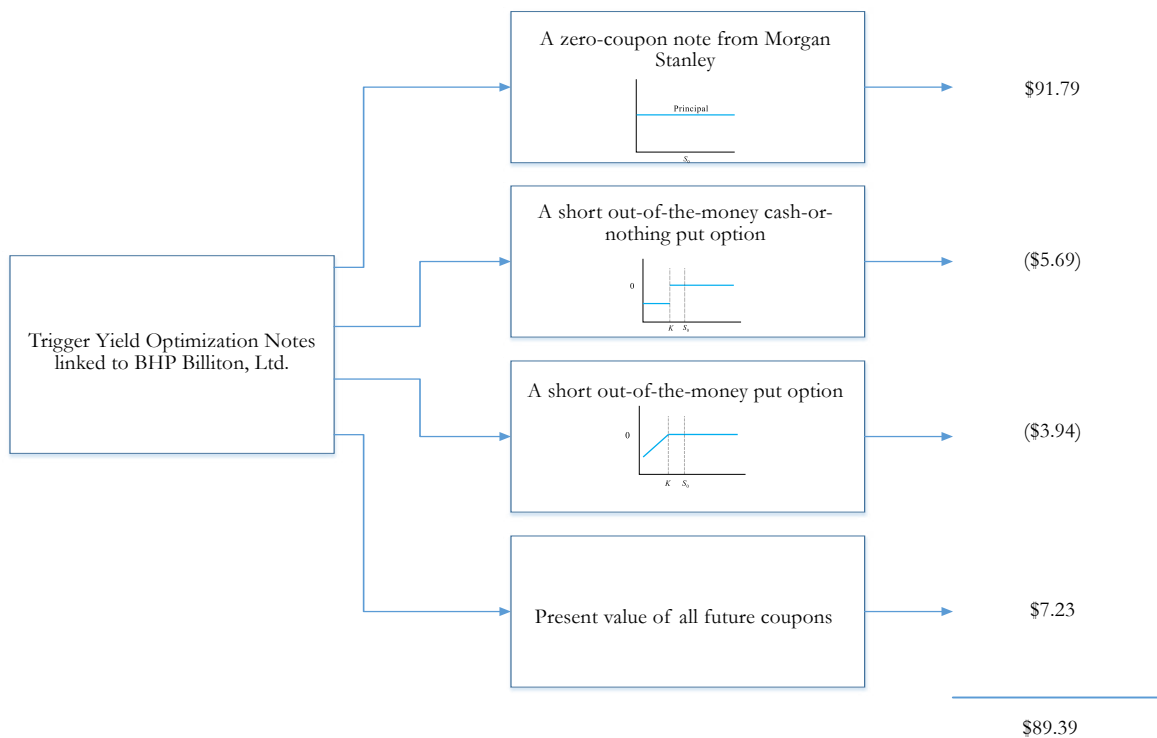 A zero-coupon note from Morgan
Stanley
Principal
S₀
$91.79
A short out-of-the-money cash-or-
nothing put option
0
K
S₀
($5.69)
Trigger Yield Optimization Notes
linked to BHP Billiton, Ltd.
A short out-of-the-money put option
0
K
S₀
($3.94)
Present value of all future coupons
$7.23
$89.39